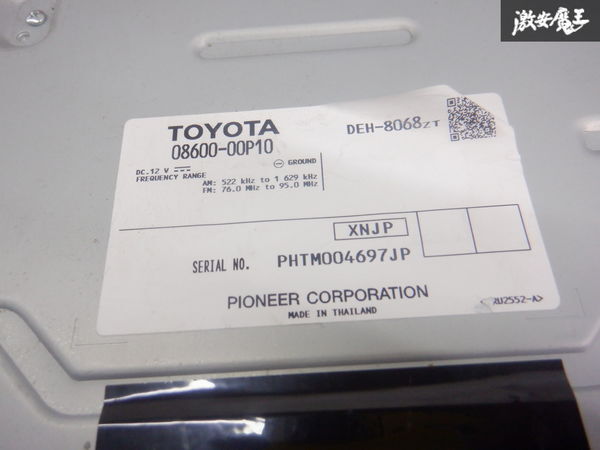 激安魔王
TOYOTA
08600-00P10
DEH-8068ZT
DC.12 V
GROUND
FREQUENCY RANGE
AM: 522 kHz to 1 629 kHz
FM: 76.0 MHz to 95.0 MHz
XNJP
SERIAL NO. PHTM004697JP
PIONEER CORPORATION
MADE IN THAILAND